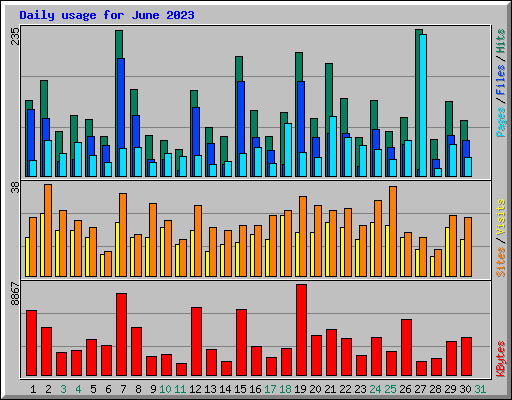 Daily usage for June 2023
235
Pages / Files / Hits
38
Sites / Visits
8867
KBytes
1 2 3 4 5 6 7 8 9 10 11 12 13 14 15 16 17 18 19 20 21 22 23 24 25 26 27 28 29 30 31